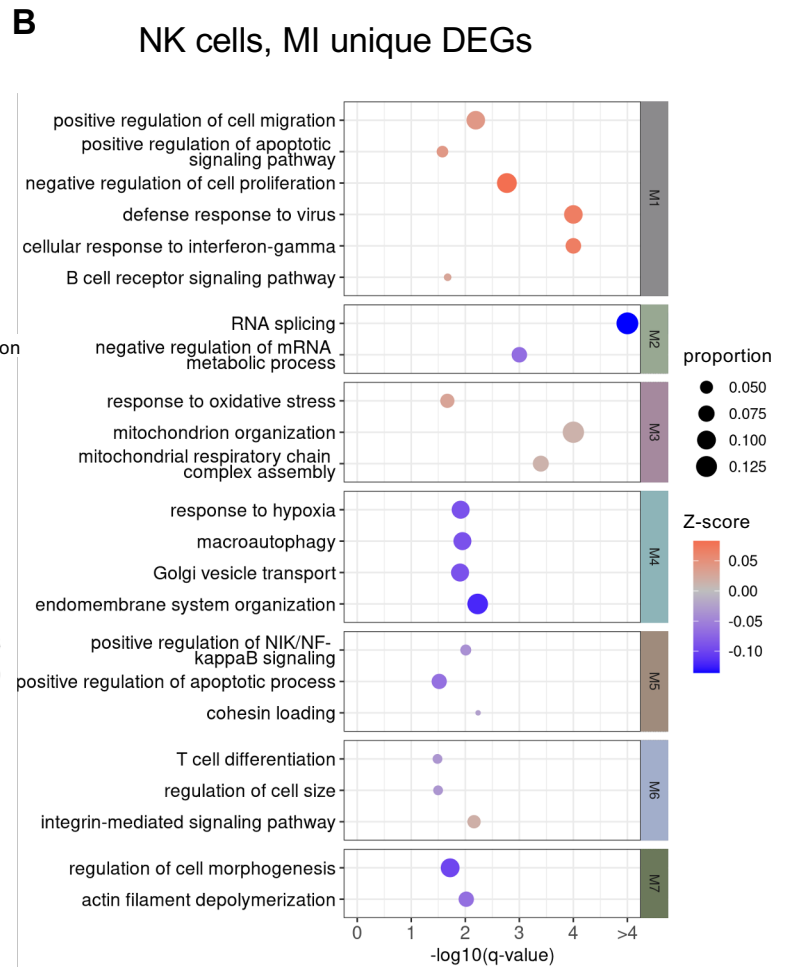 B
NK cells, MI unique DEGs
positive regulation of cell migration
positive regulation of apoptotic
signaling pathway
negative regulation of cell proliferation
defense response to virus
cellular response to interferon-gamma
B cell receptor signaling pathway
M1
RNA splicing
on
negative regulation of mRNA
metabolic process
M2
response to oxidative stress
mitochondrion organization
mitochondrial respiratory chain
complex assembly
M3
response to hypoxia
macroautophagy
Golgi vesicle transport
endomembrane system organization
M4
positive regulation of NIK/NF-
kappaB signaling
positive regulation of apoptotic process
cohesin loading
M5
T cell differentiation
regulation of cell size
integrin-mediated signaling pathway
M6
regulation of cell morphogenesis
actin filament depolymerization
M7
0 1 2 3 4 >4
-log10(q-value)
proportion
0.050
0.075
0.100
0.125
Z-score
0.05
0.00
-0.05
-0.10